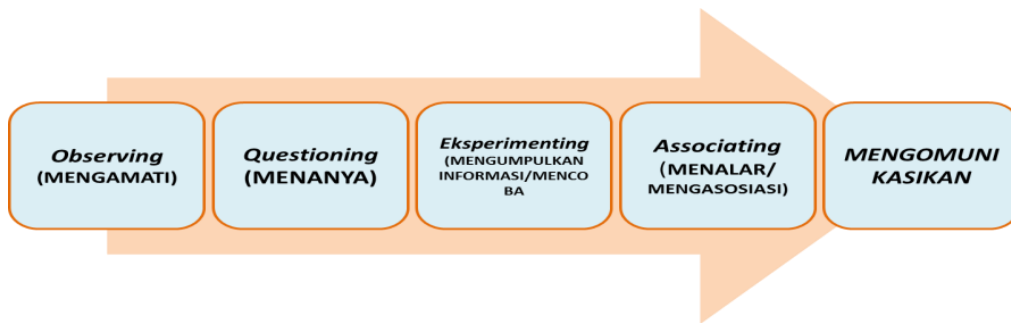 Observing
(MENGAMATI)
Questioning
(MENANYA)
Eksperimenting
(MENGUMPULKAN
INFORMASI/MENCO
BA
Associating
(MENALAR/
MENGASOSIASI)
MENGOMUNI
KASIKAN